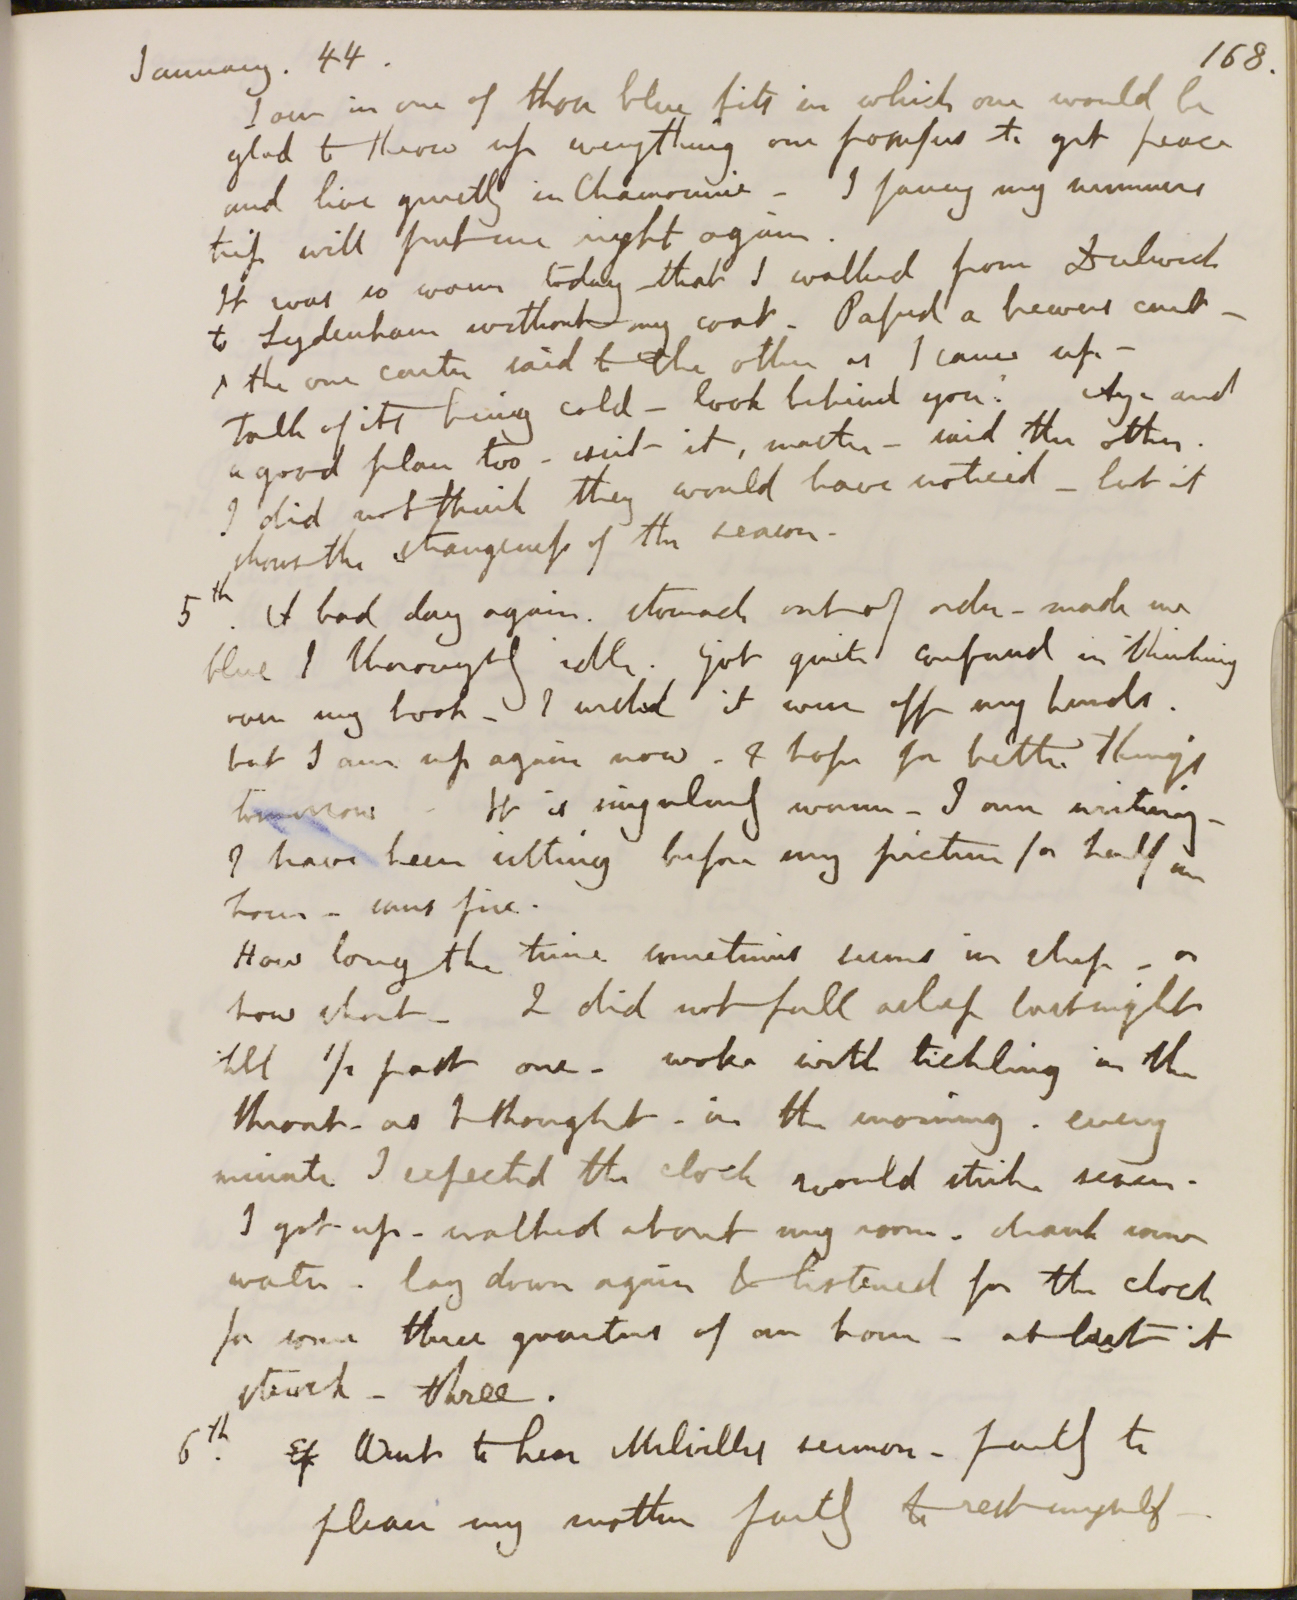 January. 44.
168.
I am in one of those blue fits in which one would be
glad to throw up everything one possesses to get peace
and live quietly in Chamounie - I fancy my summers
trip will put me right again.
It was so warm today that I walked from Dulwich
to Sydenham without my coat - Passed a brewers cart -
& the one carter said to the other as I came up -
Talk of its being cold - look behind you! Aye and
a good plan too - isnt it, master - said the other.
I did not think they would have noticed - but it
shows the strangeness of the season.
5th. A bad day again. stomach out of order - made me
blue & thoroughly idle. Got quite confused in thinking
over my book - I wished it were off my hands.
but I am up again now - & hope for better things
tomorrow - It is singularly warm - I am writing -
& have been sitting before my picture for half an
hour - sans fire.
How long the time sometimes seems in sleep - or
how short - I did not fall asleep last night
till 1/2 past one - woke with tickling in the
throat - as I thought - in the morning. every
minute I expected the clock would strike seven.
I got up - walked about my room - drank some
water - lay down again & listened for the clock
for some three quarters of an hour - at last it
struck - three.
6th. Went to hear Melvilles sermon - partly to
please my mother partly to rest myself -